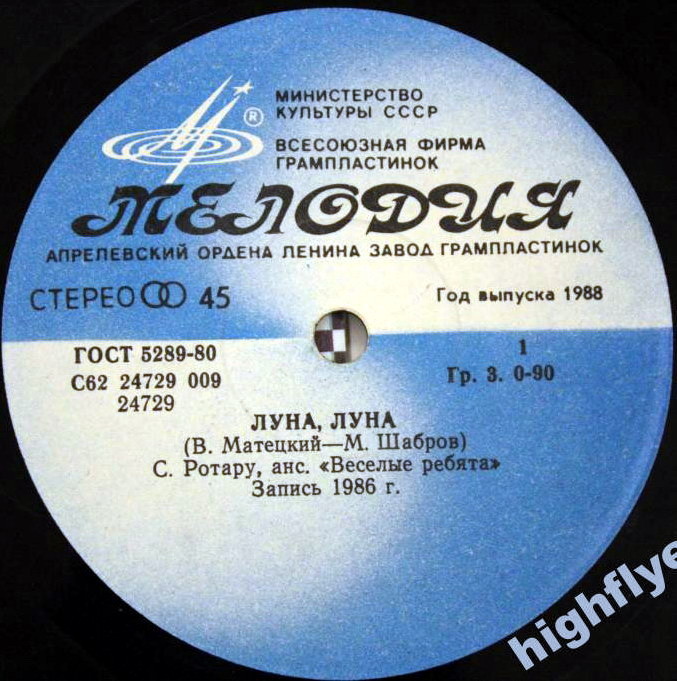 ®
МИНИСТЕРСТВО
КУЛЬТУРЫ СССР
ВСЕСОЮЗНАЯ ФИРМА
ГРАМПЛАСТИНОК
МЕЛОДИЯ
АПРЕЛЕВСКИЙ ОРДЕНА ЛЕНИНА ЗАВОД ГРАМПЛАСТИНОК
СТЕРЕО 45
Год выпуска 1988
ГОСТ 5289-80
1
С62 24729 009
Гр. 3. 0-90
24729
ЛУНА, ЛУНА
(В. Матецкий—М. Шабров)
С. Ротару, анс. «Веселые ребята»
Запись 1986 г.
highflye